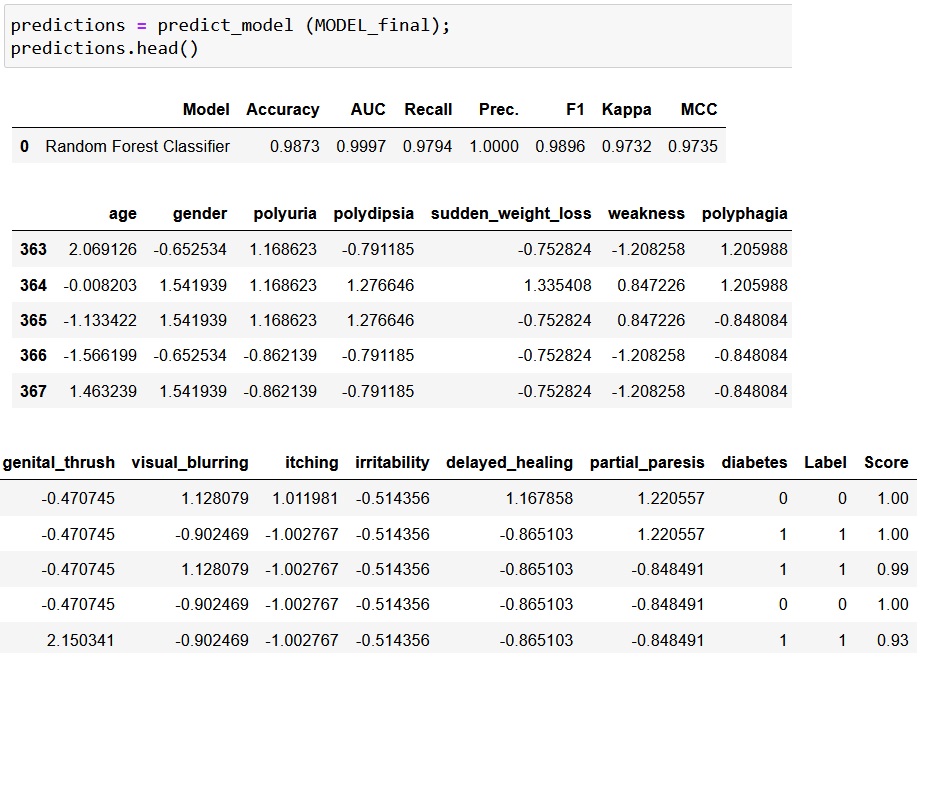 predictions = predict_model (MODEL_final);
predictions.head()
Model Accuracy AUC Recall Prec. F1 Kappa MCC
0 Random Forest Classifier 0.9873 0.9997 0.9794 1.0000 0.9896 0.9732 0.9735
age gender polyuria polydipsia sudden_weight_loss weakness polyphagia
363 2.069126 -0.652534 1.168623 -0.791185 -0.752824 -1.208258 1.205988
364 -0.008203 1.541939 1.168623 1.276646 1.335408 0.847226 1.205988
365 -1.133422 1.541939 1.168623 1.276646 -0.752824 0.847226 -0.848084
366 -1.566199 -0.652534 -0.862139 -0.791185 -0.752824 -1.208258 -0.848084
367 1.463239 1.541939 -0.862139 -0.791185 -0.752824 -1.208258 -0.848084
genital_thrush visual_blurring itching irritability delayed_healing partial_paresis diabetes Label Score
-0.470745 1.128079 1.011981 -0.514356 1.167858 1.220557 0 0 1.00
-0.470745 -0.902469 -1.002767 -0.514356 -0.865103 1.220557 1 1 1.00
-0.470745 1.128079 -1.002767 -0.514356 -0.865103 -0.848491 1 1 0.99
-0.470745 -0.902469 -1.002767 -0.514356 -0.865103 -0.848491 0 0 1.00
2.150341 -0.902469 -1.002767 -0.514356 -0.865103 -0.848491 1 1 0.93